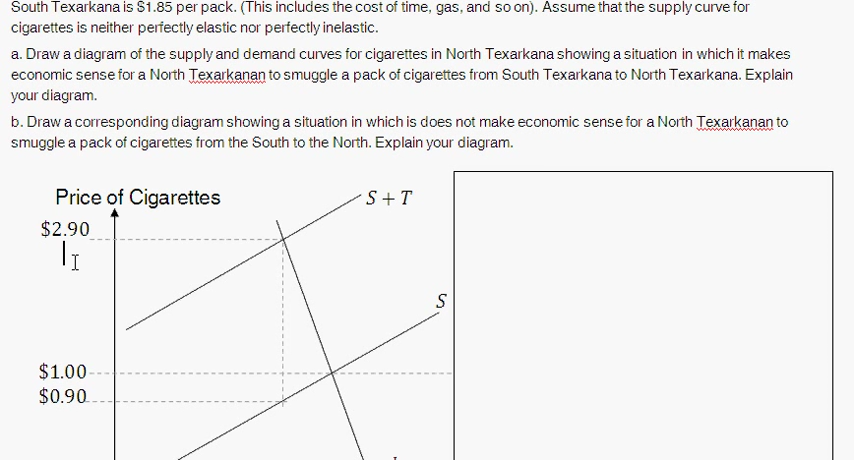 South Texarkana is $1.85 per pack. (This includes the cost of time, gas, and so on). Assume that the supply curve for
cigarettes is neither perfectly elastic nor perfectly inelastic.
a. Draw a diagram of the supply and demand curves for cigarettes in North Texarkana showing a situation in which it makes
economic sense for a North Texarkanan to smuggle a pack of cigarettes from South Texarkana to North Texarkana. Explain
your diagram.
b. Draw a corresponding diagram showing a situation in which is does not make economic sense for a North Texarkanan to
smuggle a pack of cigarettes from the South to the North. Explain your diagram.
Price of Cigarettes
S + T
$2.90
S
$1.00
$0.90